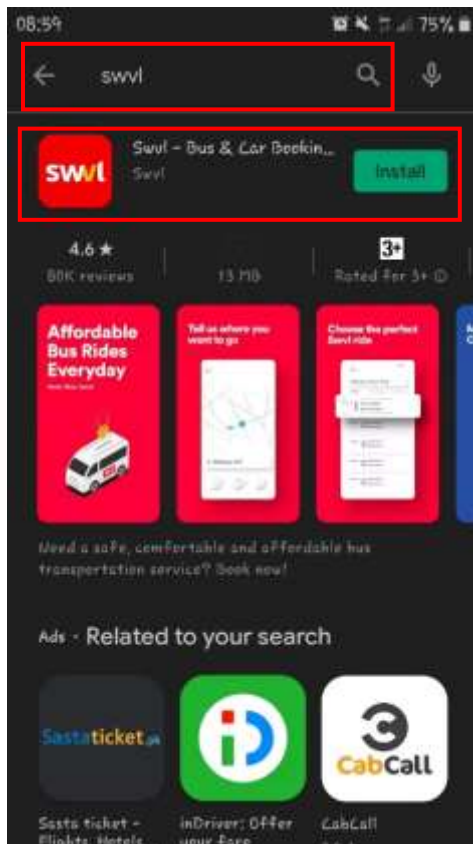 08:59 75%
swvl
swvl
Swvl - Bus & Car Bookin...
Swvl
Install
4.6 ★
80K reviews
13 MB
3+
Rated for 3+
Affordable
Bus Rides
Everyday
Tell us where you
want to go
Choose the perfect
Swvl ride
Need a safe, comfortable and affordable bus
transportation service? Book now!
Ads · Related to your search
Sastaticket.pk
iD
CabCall
Sasta ticket -
Flights, Hotels
inDriver: Offer
your fare
CabCall